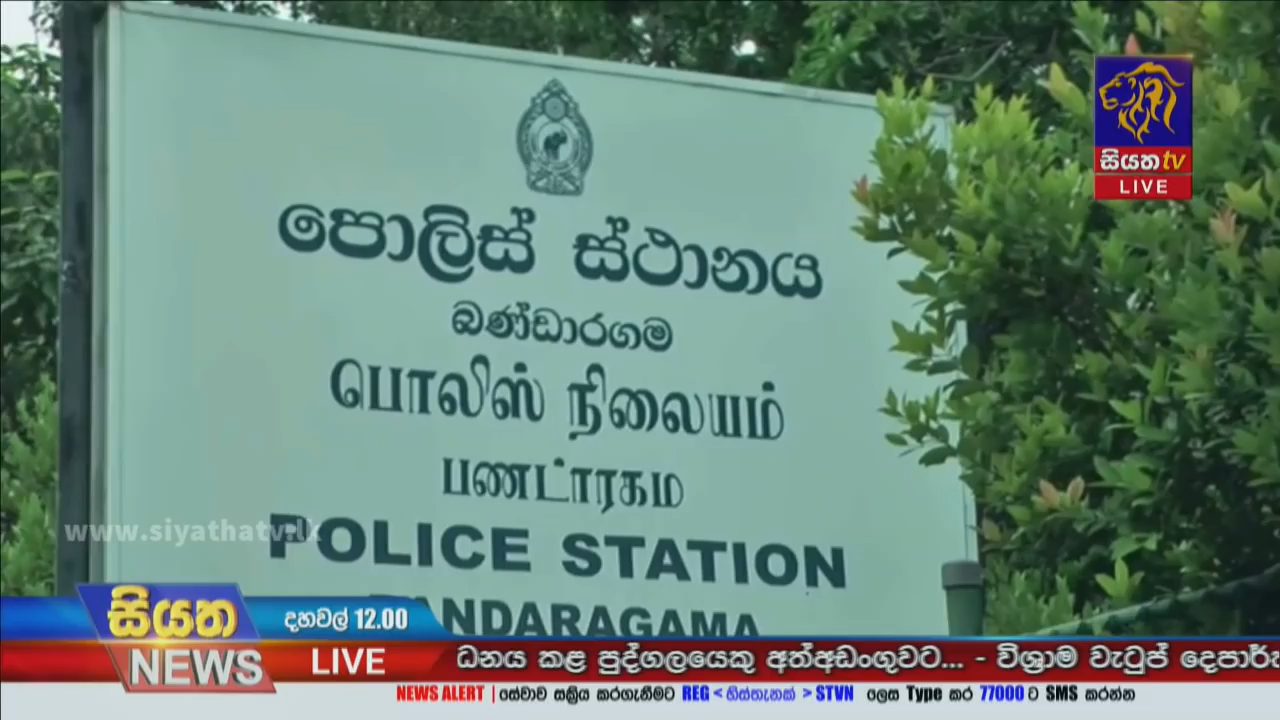 සියත tv
LIVE
පොලිස් ස්ථානය
බණ්ඩාරගම
பொலிஸ் நிலையம்
பணட்ாரகம
POLICE STATION
BANDARAGAMA
www.siyathatv.lk
සියත
දහවල් 12.00
NEWS
LIVE
ධනය කළ පුද්ගලයෙකු අත්අඩංගුවට... - විශ්‍රාම වැටුප්
NEWS ALERT | සේවාව සක්‍රිය කරගැනීමට REG < හිස්තැනක් > STVN ලෙස Type කර 77000 ට SMS කරන්න